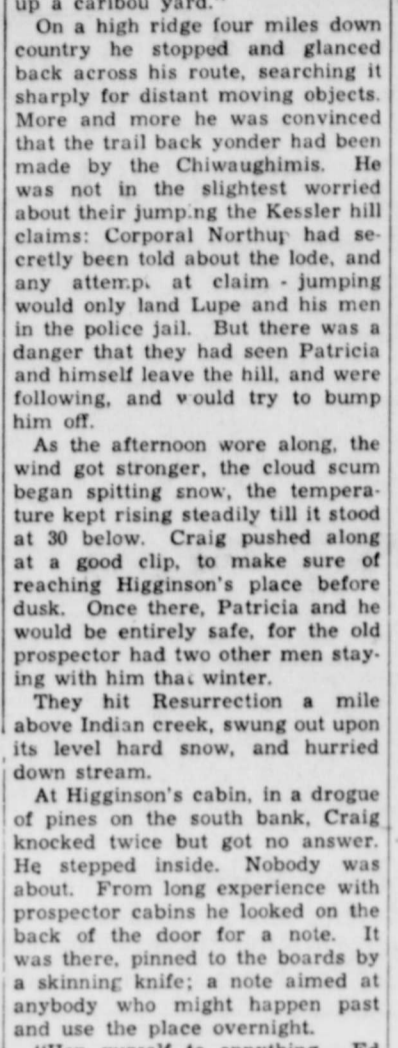 up a caribou yard."
On a high ridge four miles down
country he stopped and glanced
back across his route, searching it
sharply for distant moving objects.
More and more he was convinced
that the trail back yonder had been
made by the Chiwaughimis. He
was not in the slightest worried
about their jumping the Kessler hill
claims: Corporal Northup had se-
cretly been told about the lode, and
any attempt at claim - jumping
would only land Lupe and his men
in the police jail. But there was a
danger that they had seen Patricia
and himself leave the hill, and were
following, and would try to bump
him off.
As the afternoon wore along, the
wind got stronger, the cloud scum
began spitting snow, the tempera-
ture kept rising steadily till it stood
at 30 below. Craig pushed along
at a good clip, to make sure of
reaching Higginson's place before
dusk. Once there, Patricia and he
would be entirely safe, for the old
prospector had two other men stay-
ing with him that winter.
They hit Resurrection a mile
above Indian creek, swung out upon
its level hard snow, and hurried
down stream.
At Higginson's cabin, in a drogue
of pines on the south bank, Craig
knocked twice but got no answer.
He stepped inside. Nobody was
about. From long experience with
prospector cabins he looked on the
back of the door for a note. It
was there, pinned to the boards by
a skinning knife; a note aimed at
anybody who might happen past
and use the place overnight.